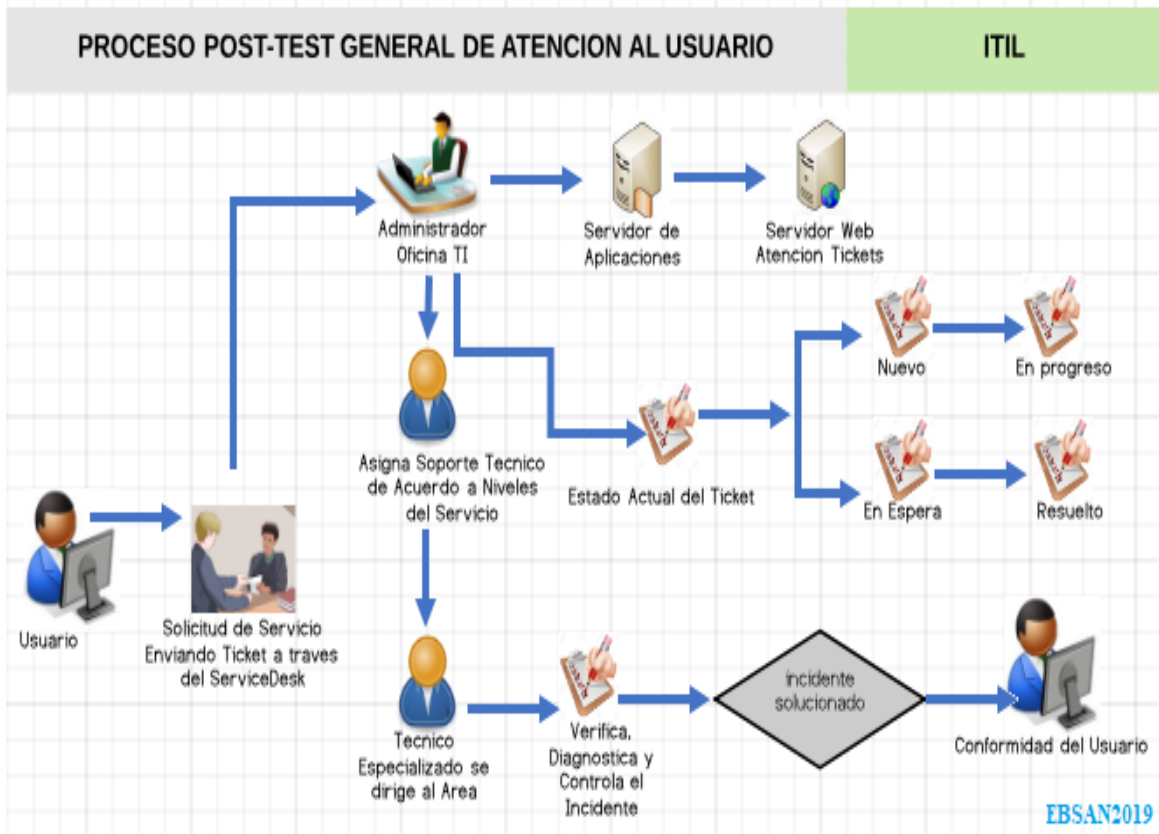 PROCESO POST-TEST GENERAL DE ATENCION AL USUARIO
ITIL
Administrador
Oficina TI
Servidor de
Aplicaciones
Servidor Web
Atencion Tickets
Nuevo
En progreso
Asigna Soporte Tecnico
de Acuerdo a Niveles
del Servicio
Estado Actual del Ticket
En Espera
Resuelto
Usuario
Solicitud de Servicio
Enviando Ticket a traves
del ServiceDesk
Tecnico
Especializado se
dirige al Area
Verifica,
Diagnostica y
Controla el
Incidente
incidente
solucionado
Conformidad del Usuario
EBSAN2019